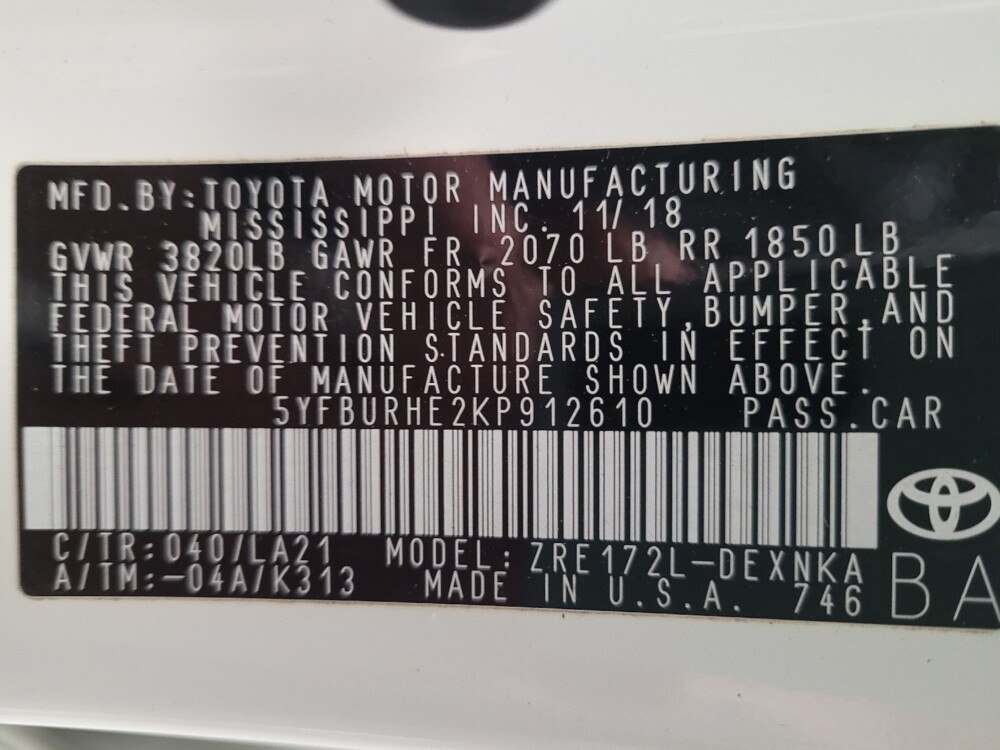 MFD.BY:TOYOTA MOTOR MANUFACTURING
MISSISSIPPI INC. 11/18
GVWR 3820LB GAWR FR 2070 LB RR 1850 LB
THIS VEHICLE CONFORMS TO ALL APPLICABLE
FEDERAL MOTOR VEHICLE SAFETY,BUMPER,AND
THEFT PREVENTION STANDARDS IN EFFECT ON
THE DATE OF MANUFACTURE SHOWN ABOVE.
5YFBURHE2KP912610 PASS.CAR
C/TR:040/LA21 MODEL:ZRE172L-DEXNKA
A/TM:-04A/K313 MADE IN U.S.A. 746
BA